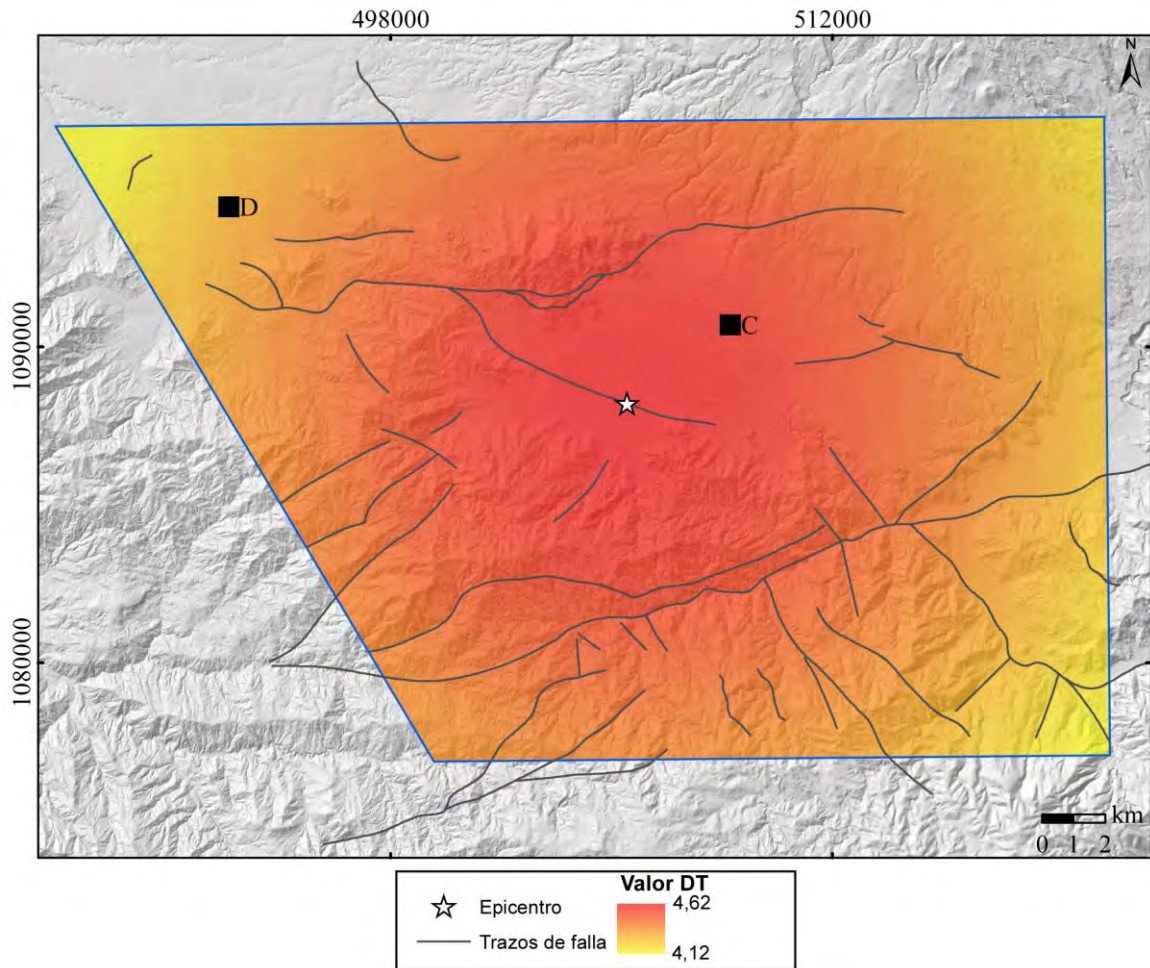 498000
512000
N
D
C
1090000
1080000
km
0 1 2
Valor DT
Epicentro
4,62
Trazos de falla
4,12